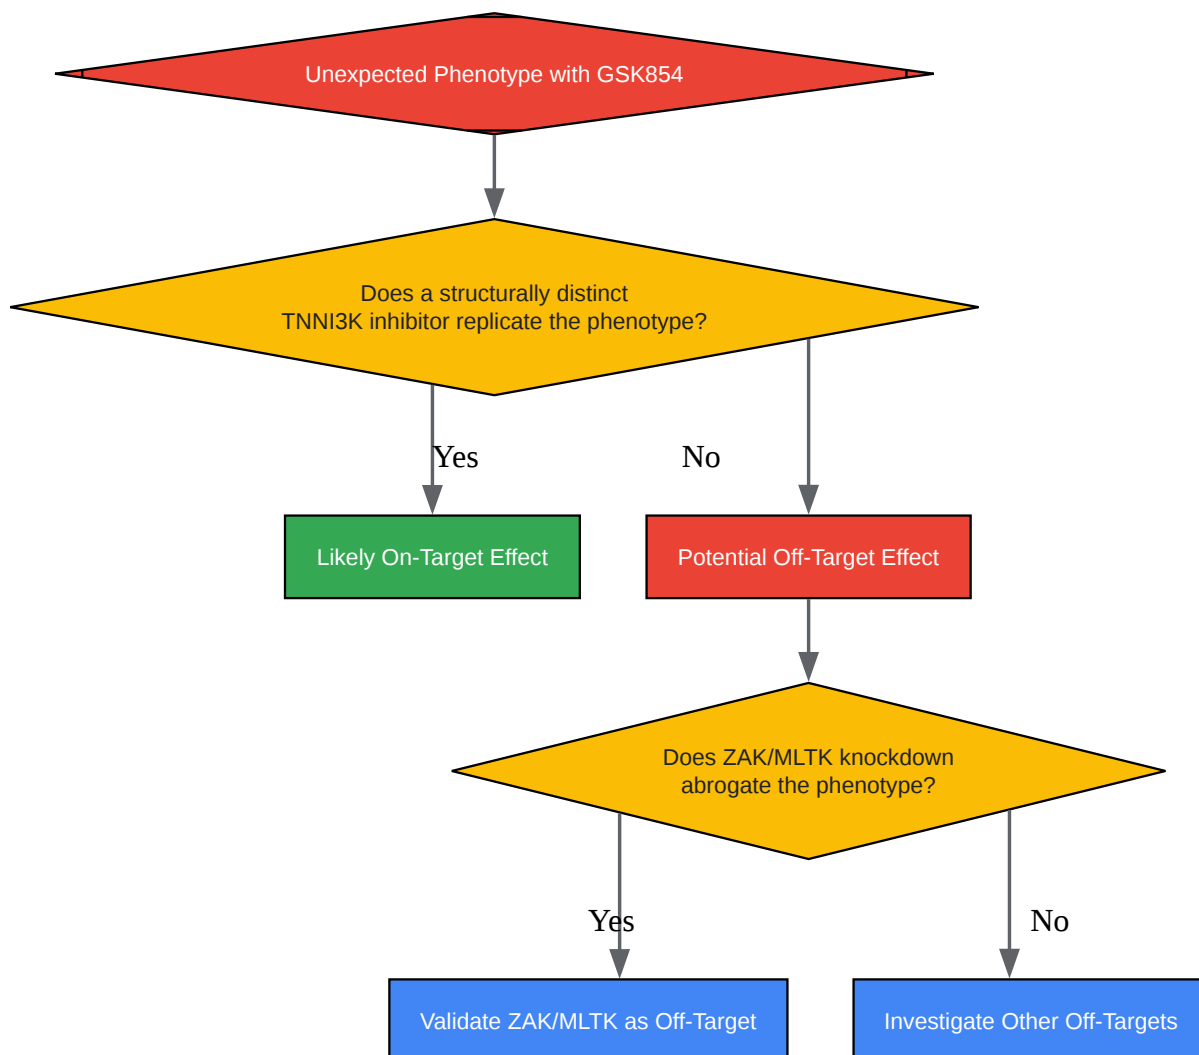 Unexpected Phenotype with GSK854
Does a structurally distinct
TNNI3K inhibitor replicate the phenotype?
Yes
No
Likely On-Target Effect
Potential Off-Target Effect
Does ZAK/MLTK knockdown
abrogate the phenotype?
Yes
No
Validate ZAK/MLTK as Off-Target
Investigate Other Off-Targets